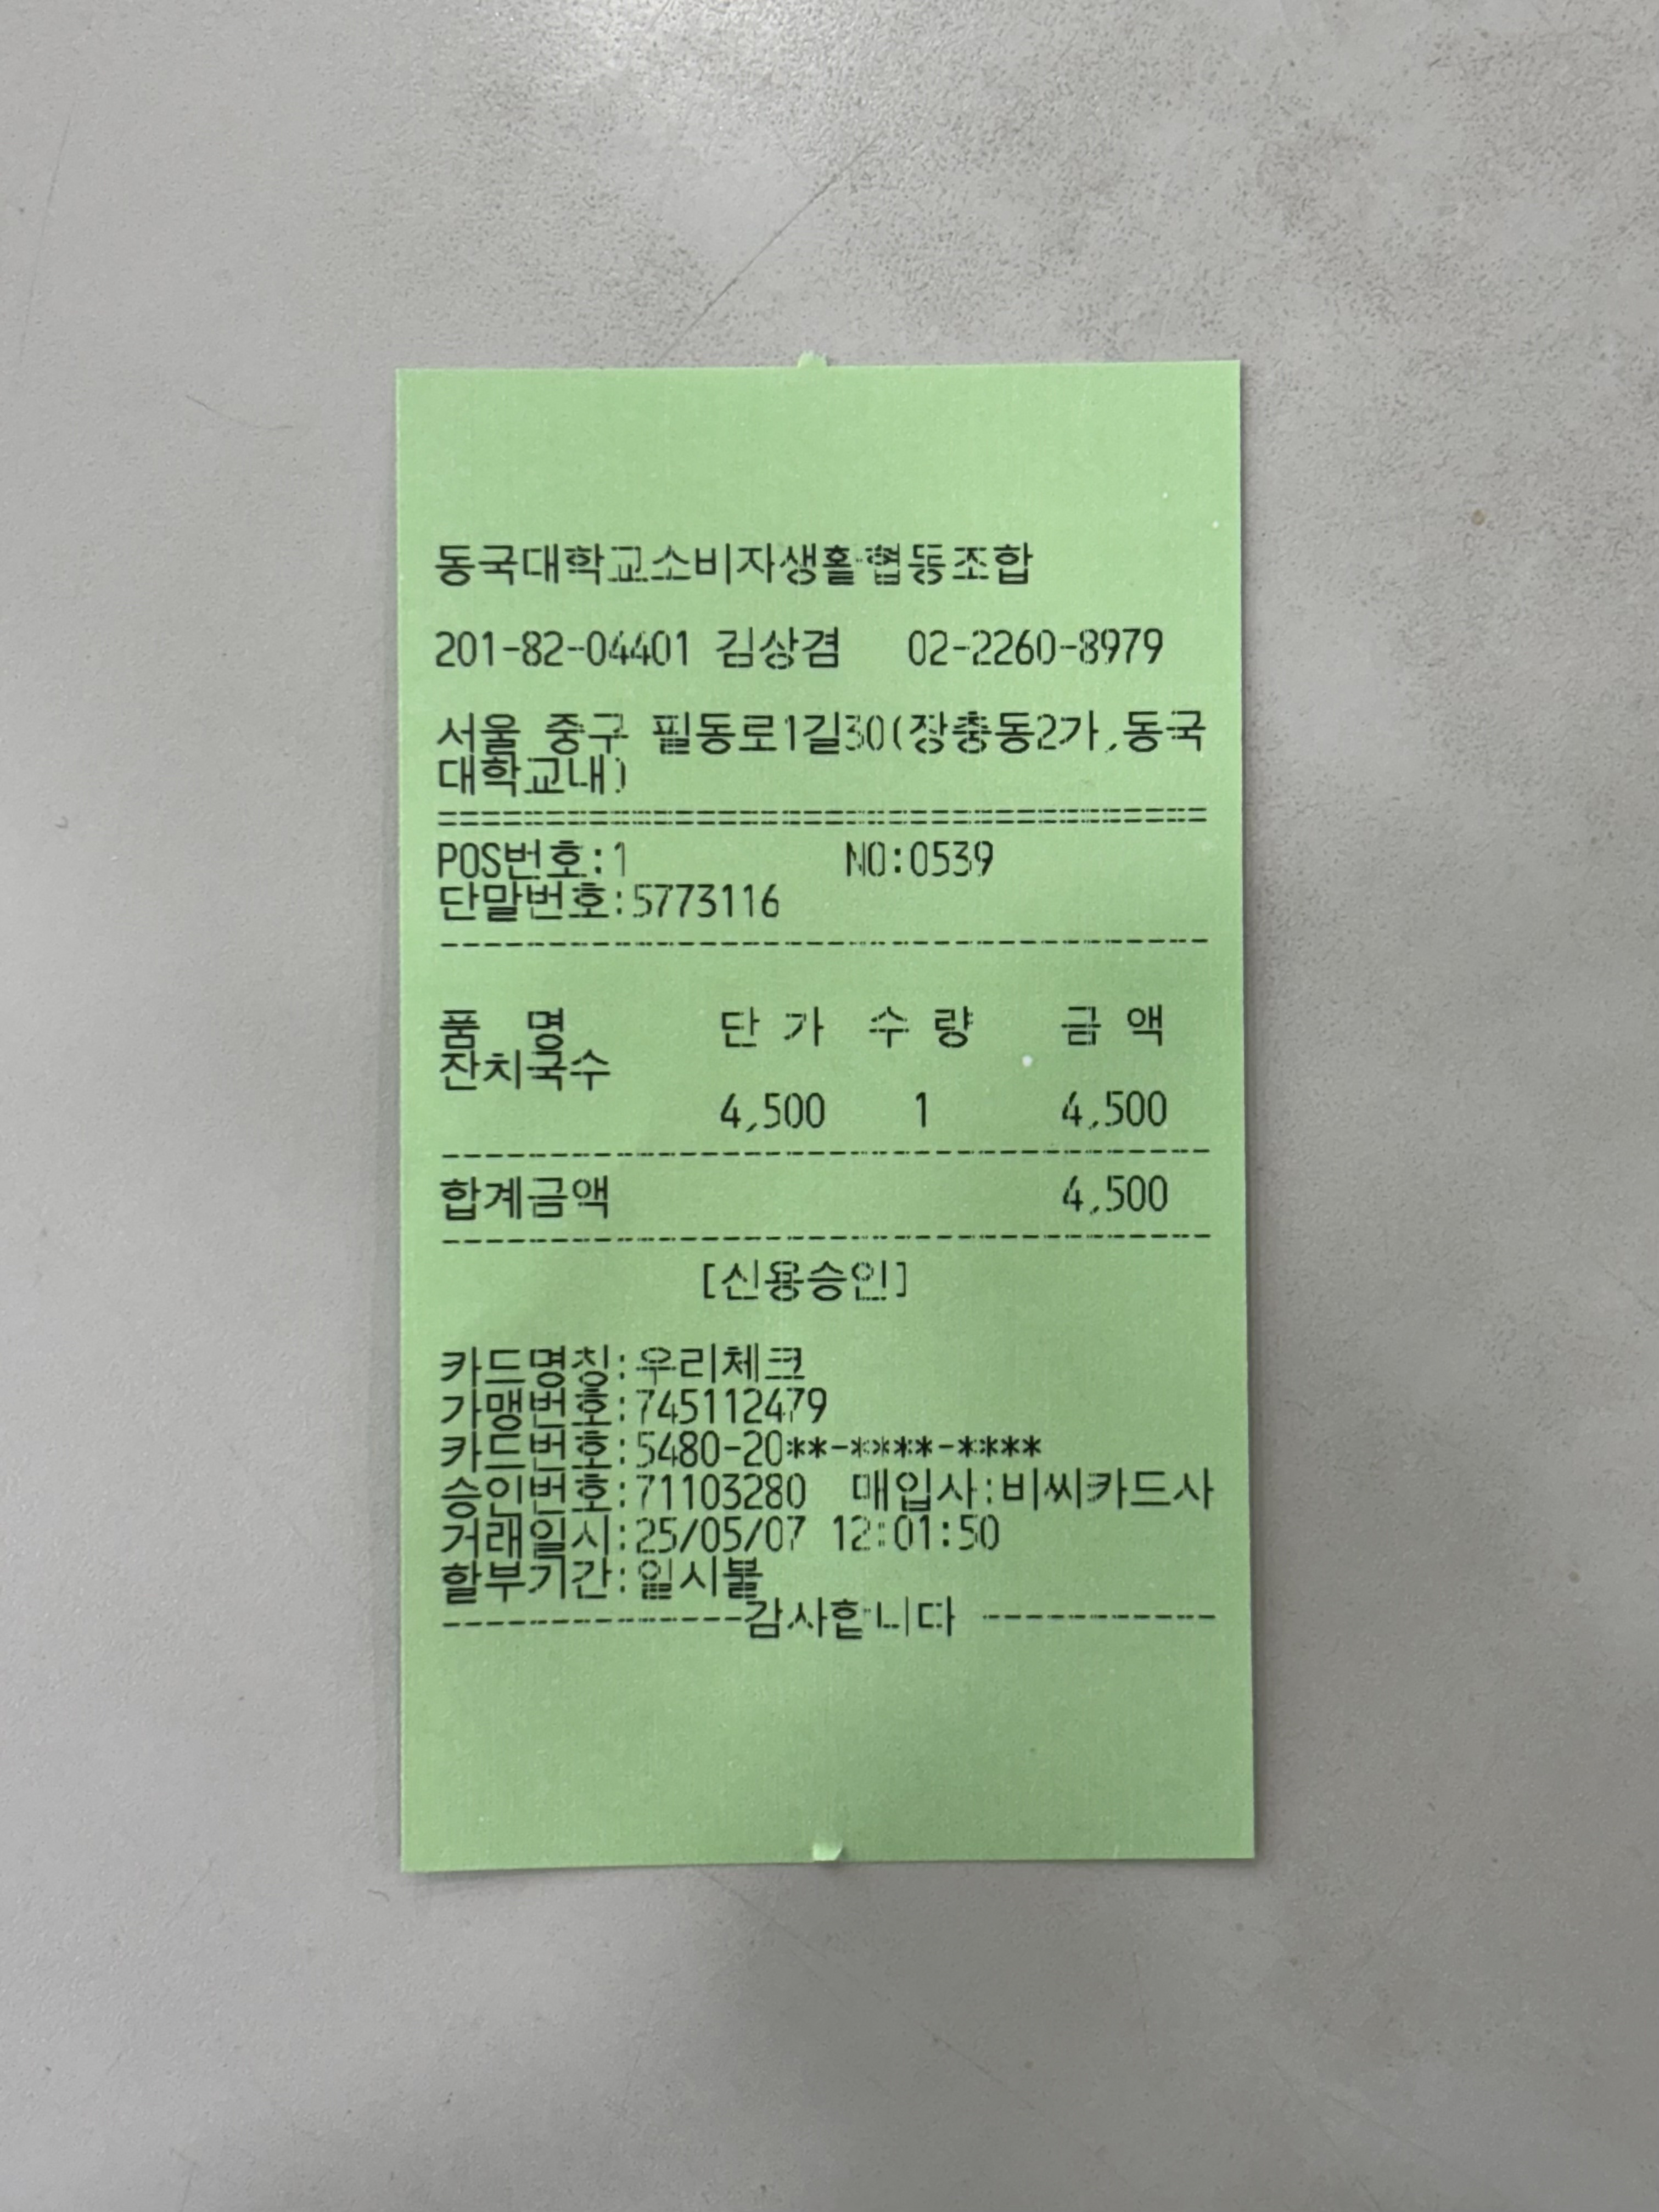 동국대학교소비자생활협동조합
201-82-04401 김상겸 02-2260-8979
서울 중구 필동로1길30(장충동2가,동국
대학교내)
==================================
POS번호:1 NO:0539
단말번호:5773116
----------------------------------
품 명 단 가 수 량 금 액
잔치국수
4,500 1 4,500
----------------------------------
합계금액 4,500
----------------------------------
[신용승인]
카드명칭:우리체크
가맹번호:745112479
카드번호:5480-20**-****-****
승인번호:71103280 매입사:비씨카드사
거래일시:25/05/07 12:01:50
할부기간:일시불
--------------감사합니다 -----------